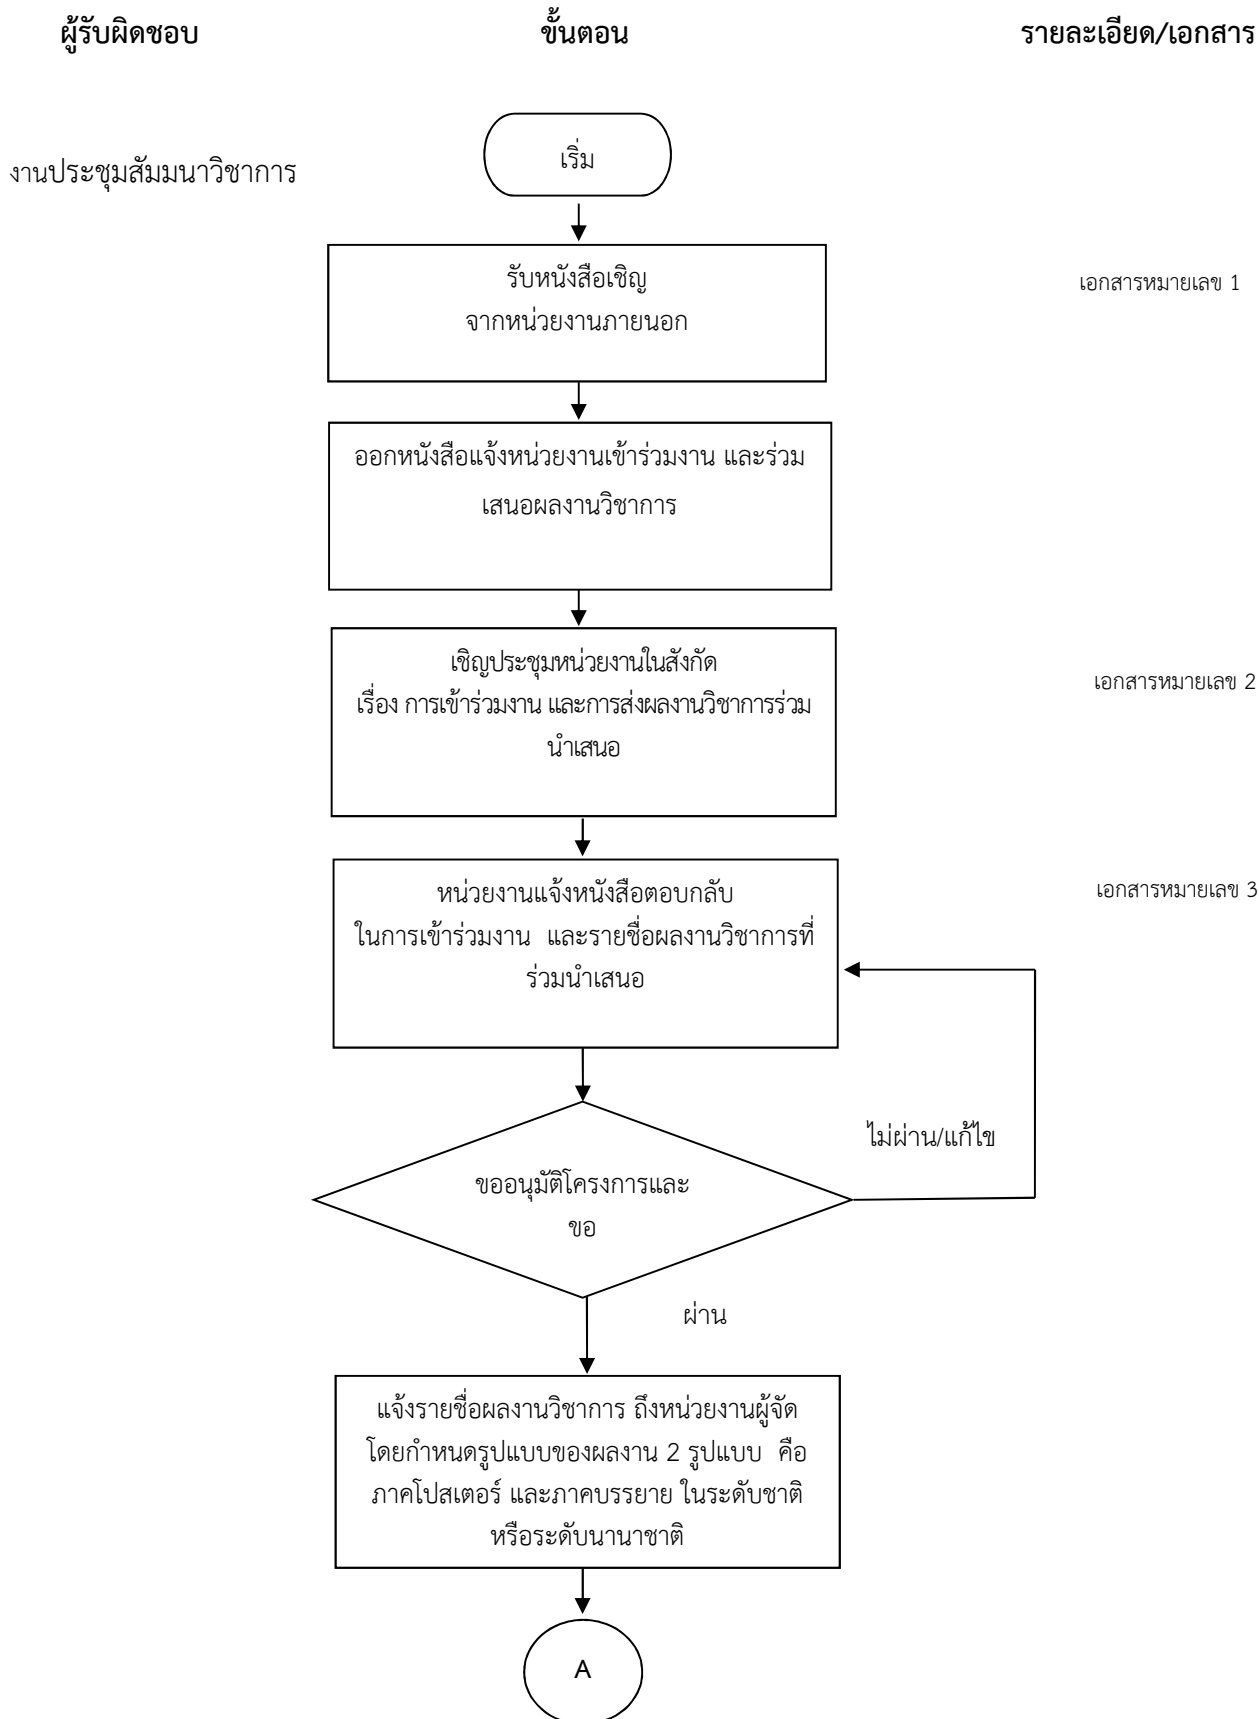 ผู้รับผิดชอบ ขั้นตอน รายละเอียด/เอกสาร
งานประชุมสัมมนาวิชาการ
เริ่ม
รับหนังสือเชิญ
จากหน่วยงานภายนอก
เอกสารหมายเลข 1
ออกหนังสือแจ้งหน่วยงานเข้าร่วมงาน และร่วม
เสนอผลงานวิชาการ
เชิญประชุมหน่วยงานในสังกัด
เรื่อง การเข้าร่วมงาน และการส่งผลงานวิชาการร่วม
นำเสนอ
เอกสารหมายเลข 2
หน่วยงานแจ้งหนังสือตอบกลับ
ในการเข้าร่วมงาน และรายชื่อผลงานวิชาการที่
ร่วมนำเสนอ
เอกสารหมายเลข 3
ไม่ผ่าน/แก้ไข
ขออนุมัติโครงการและ
ขอ
ผ่าน
แจ้งรายชื่อผลงานวิชาการ ถึงหน่วยงานผู้จัด
โดยกำหนดรูปแบบของผลงาน 2 รูปแบบ คือ
ภาคโปสเตอร์ และภาคบรรยาย ในระดับชาติ
หรือระดับนานาชาติ
A